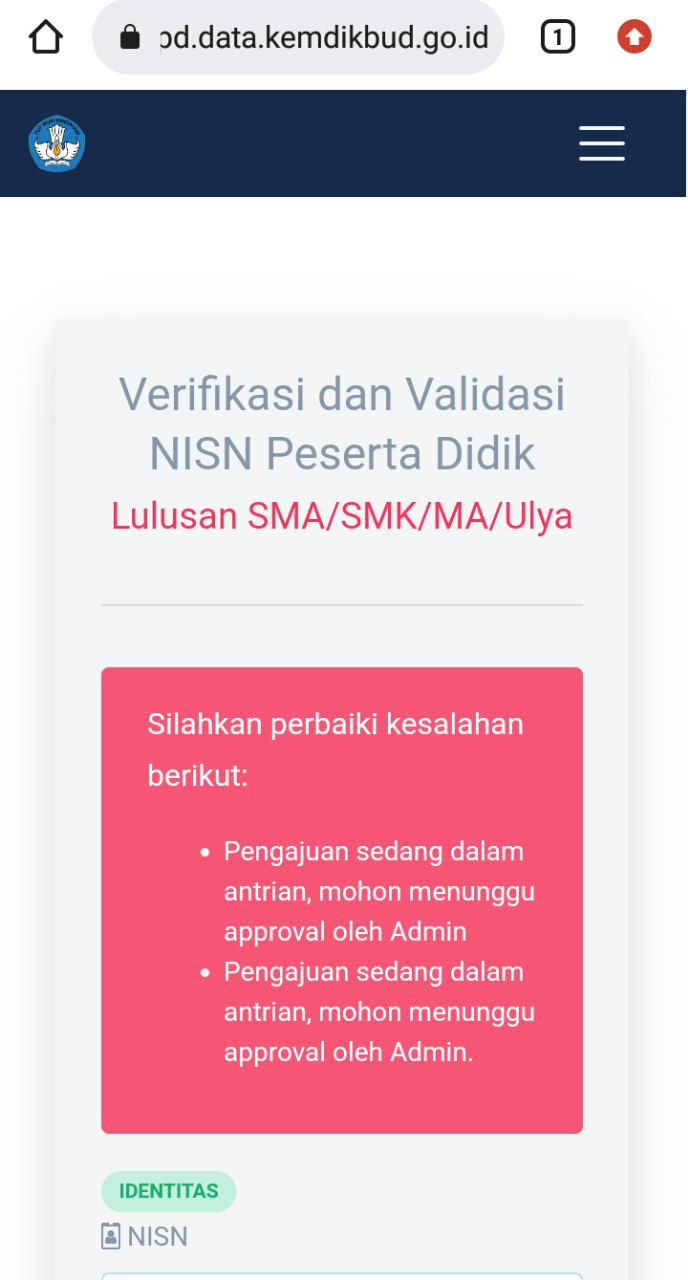 pd.data.kemdikbud.go.id
1
Verifikasi dan Validasi
NISN Peserta Didik
Lulusan SMA/SMK/MA/Ulya
Silahkan perbaiki kesalahan
berikut:
• Pengajuan sedang dalam
antrian, mohon menunggu
approval oleh Admin
• Pengajuan sedang dalam
antrian, mohon menunggu
approval oleh Admin.
IDENTITAS
NISN